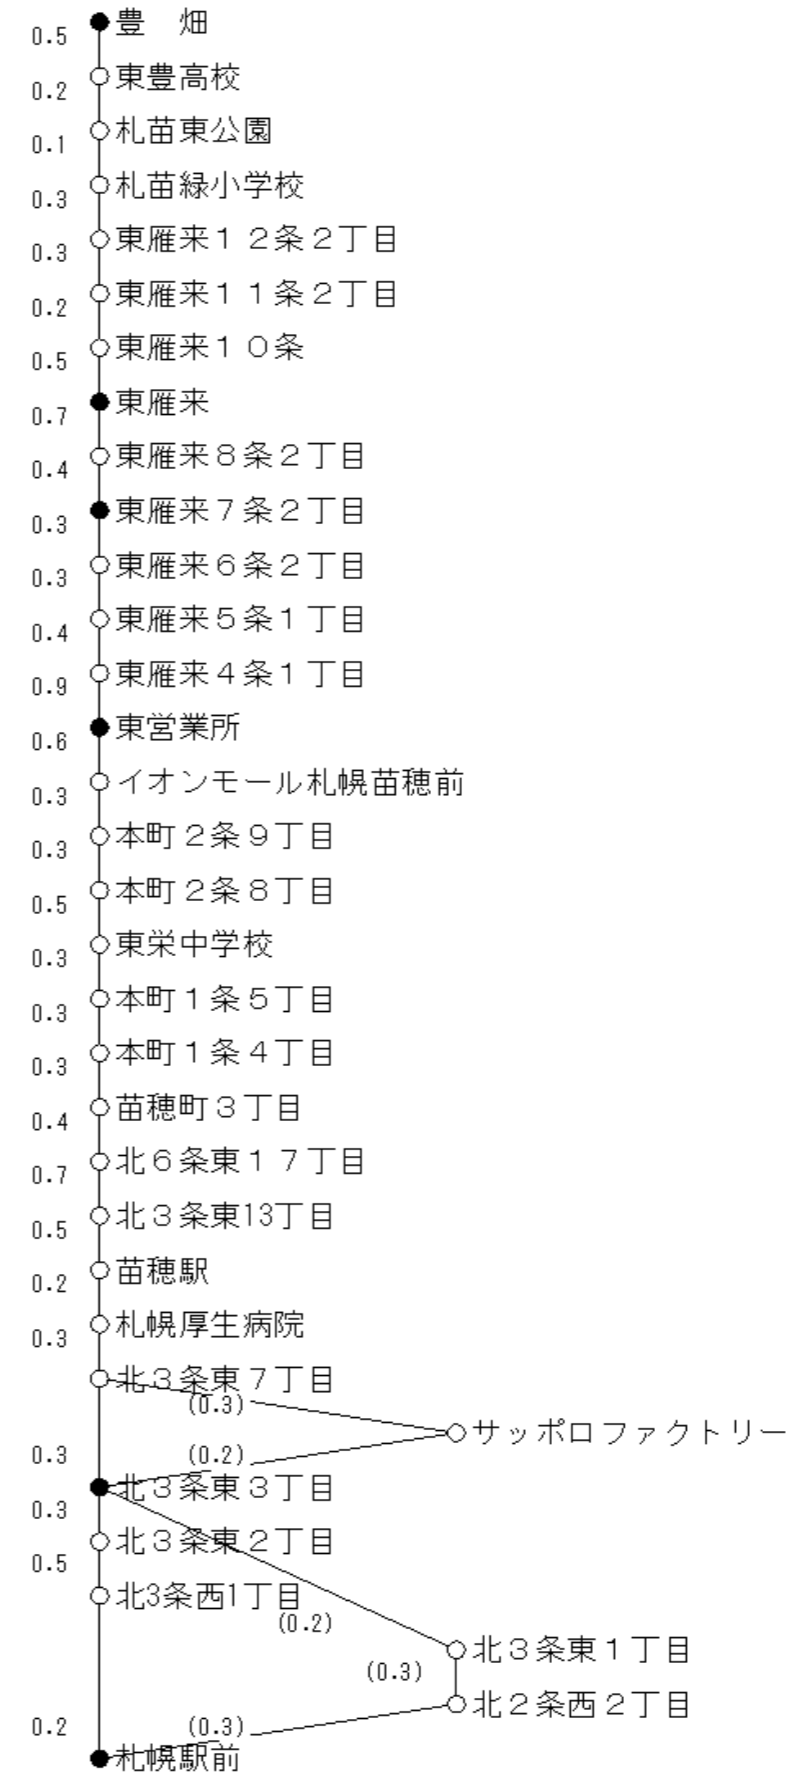 豊　畑
0.5
東豊高校
0.2
札苗東公園
0.1
札苗緑小学校
0.3
東雁来１２条２丁目
0.3
東雁来１１条２丁目
0.2
東雁来１０条
0.5
東雁来
0.7
東雁来８条２丁目
0.4
東雁来７条２丁目
0.3
東雁来６条２丁目
0.3
東雁来５条１丁目
0.4
東雁来４条１丁目
0.9
東営業所
0.6
イオンモール札幌苗穂前
0.3
本町２条９丁目
0.3
本町２条８丁目
0.5
東栄中学校
0.3
本町１条５丁目
0.3
本町１条４丁目
0.3
苗穂町３丁目
0.4
北６条東１７丁目
0.7
北３条東13丁目
0.5
苗穂駅
0.2
札幌厚生病院
0.3
北３条東７丁目
(0.3)
サッポロファクトリー
0.3
(0.2)
北３条東３丁目
0.3
北３条東２丁目
0.5
北3条西1丁目
(0.2)
北３条東１丁目
(0.3)
北２条西２丁目
0.2
(0.3)
札幌駅前